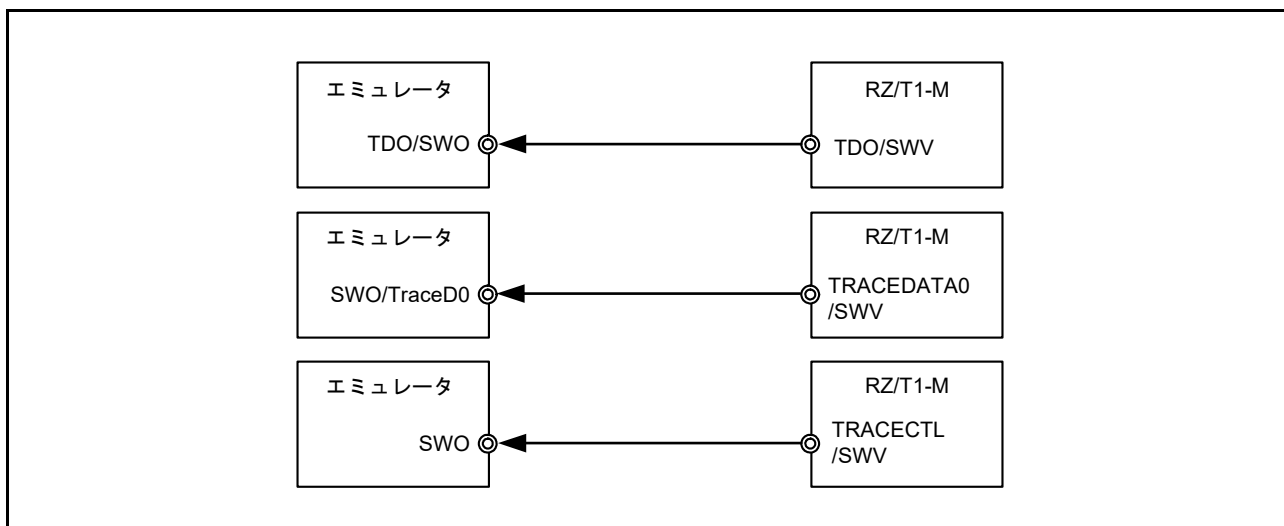 エミュレータ
TDO/SWO
RZ/T1-M
TDO/SWV
エミュレータ
SWO/TraceD0
RZ/T1-M
TRACEDATA0
/SWV
エミュレータ
SWO
RZ/T1-M
TRACECTL
/SWV